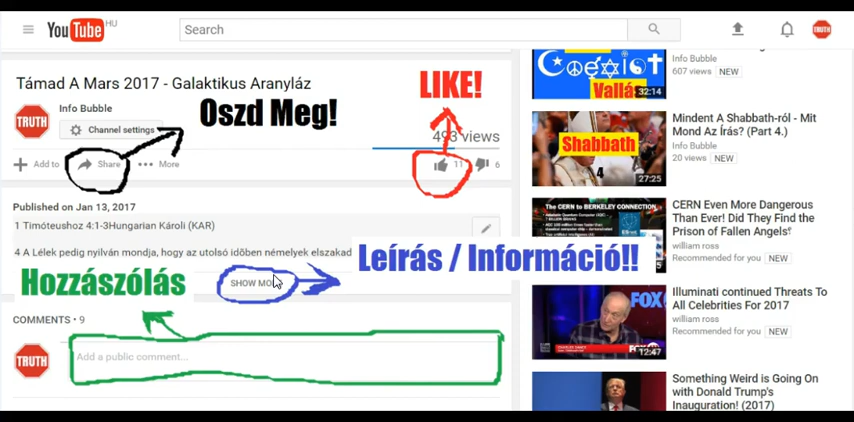 YouTube HU
Search
TRUTH
Támad A Mars 2017 - Galaktikus Aranyláz
TRUTH
Info Bubble
Channel settings
Oszd Meg!
LIKE!
493 views
Add to
Share
More
11
6
Published on Jan 13, 2017
1 Timóteushoz 4:1-3Hungarian Károli (KAR)
4 A Lélek pedig nyilván mondja, hogy az utolsó időben némelyek elszakad
Leírás / Információ!!
Hozzászólás
SHOW MO
COMMENTS • 9
TRUTH
Add a public comment...
Coexist
Vallás
32:14
Info Bubble
607 views NEW
Shabbath
4
27:25
Mindent A Shabbath-ról - Mit
Mond Az Írás? (Part 4.)
Info Bubble
20 views NEW
The CERN to BERKELEY CONNECTION
CERN Even More Dangerous
Than Ever! Did They Find the
Prison of Fallen Angels
william ross
Recommended for you NEW
FOX
12:47
Illuminati continued Threats To
All Celebrities For 2017
william ross
Recommended for you NEW
Something Weird is Going On
with Donald Trump's
Inauguration! (2017)